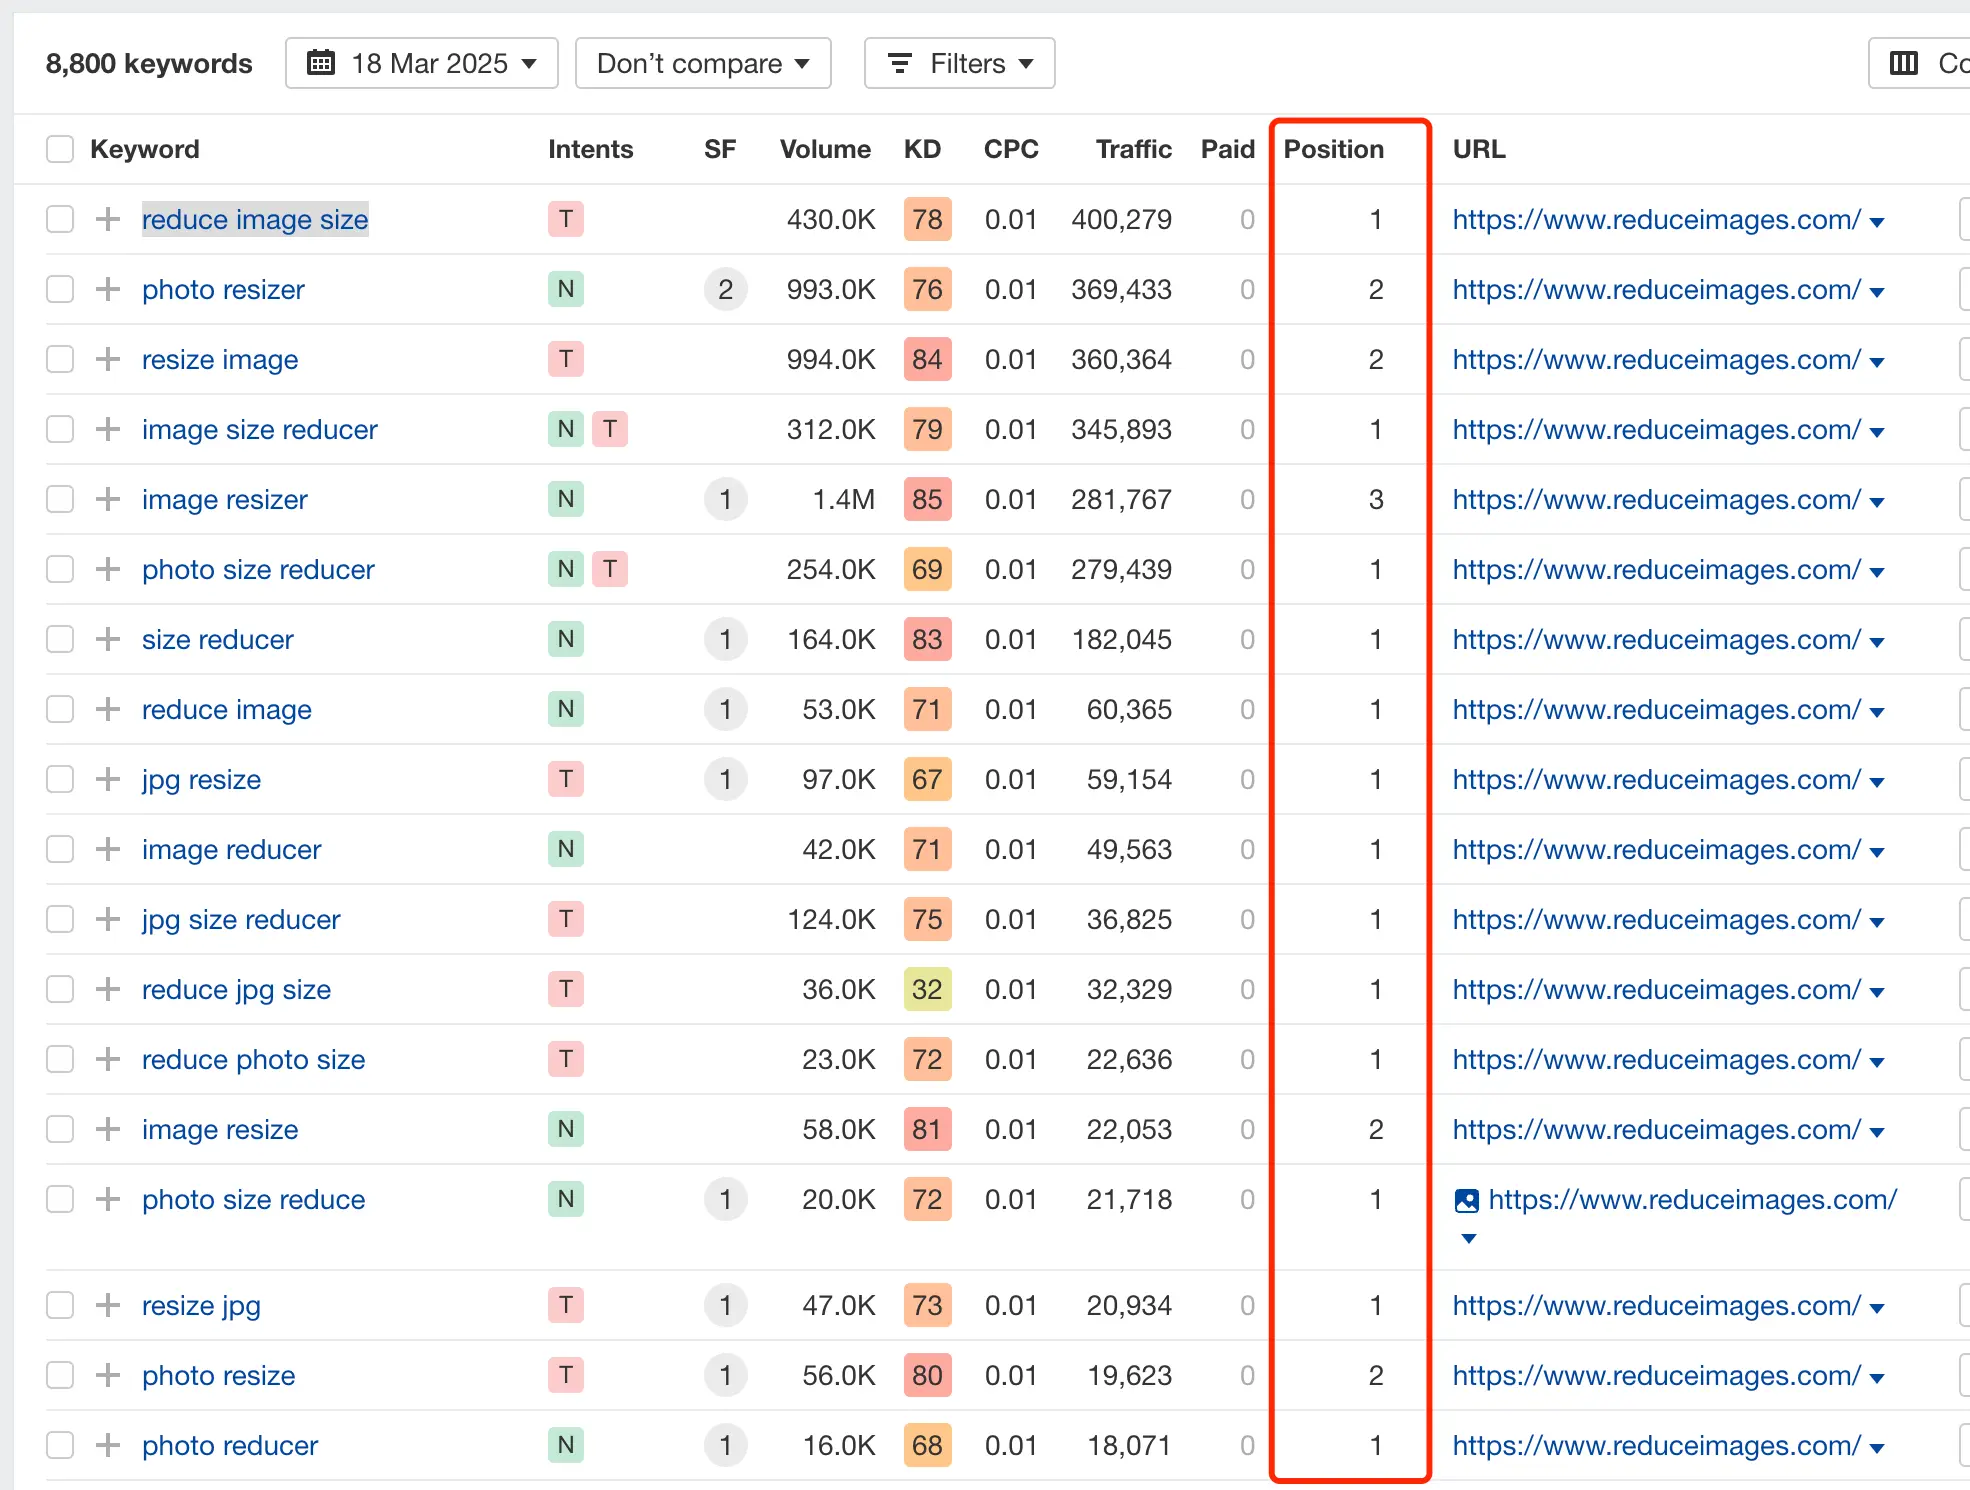 8,800 keywords 18 Mar 2025 Don’t compare Filters
Keyword Intents SF Volume KD CPC Traffic Paid Position URL
reduce image size T 430.0K 78 0.01 400,279 0 1 https://www.reduceimages.com/
photo resizer N 2 993.0K 76 0.01 369,433 0 2 https://www.reduceimages.com/
resize image T 994.0K 84 0.01 360,364 0 2 https://www.reduceimages.com/
image size reducer N T 312.0K 79 0.01 345,893 0 1 https://www.reduceimages.com/
image resizer N 1 1.4M 85 0.01 281,767 0 3 https://www.reduceimages.com/
photo size reducer N T 254.0K 69 0.01 279,439 0 1 https://www.reduceimages.com/
size reducer N 1 164.0K 83 0.01 182,045 0 1 https://www.reduceimages.com/
reduce image N 1 53.0K 71 0.01 60,365 0 1 https://www.reduceimages.com/
jpg resize T 1 97.0K 67 0.01 59,154 0 1 https://www.reduceimages.com/
image reducer N 42.0K 71 0.01 49,563 0 1 https://www.reduceimages.com/
jpg size reducer T 124.0K 75 0.01 36,825 0 1 https://www.reduceimages.com/
reduce jpg size T 36.0K 32 0.01 32,329 0 1 https://www.reduceimages.com/
reduce photo size T 23.0K 72 0.01 22,636 0 1 https://www.reduceimages.com/
image resize N 58.0K 81 0.01 22,053 0 2 https://www.reduceimages.com/
photo size reduce N 1 20.0K 72 0.01 21,718 0 1 https://www.reduceimages.com/
resize jpg T 1 47.0K 73 0.01 20,934 0 1 https://www.reduceimages.com/
photo resize T 1 56.0K 80 0.01 19,623 0 2 https://www.reduceimages.com/
photo reducer N 1 16.0K 68 0.01 18,071 0 1 https://www.reduceimages.com/